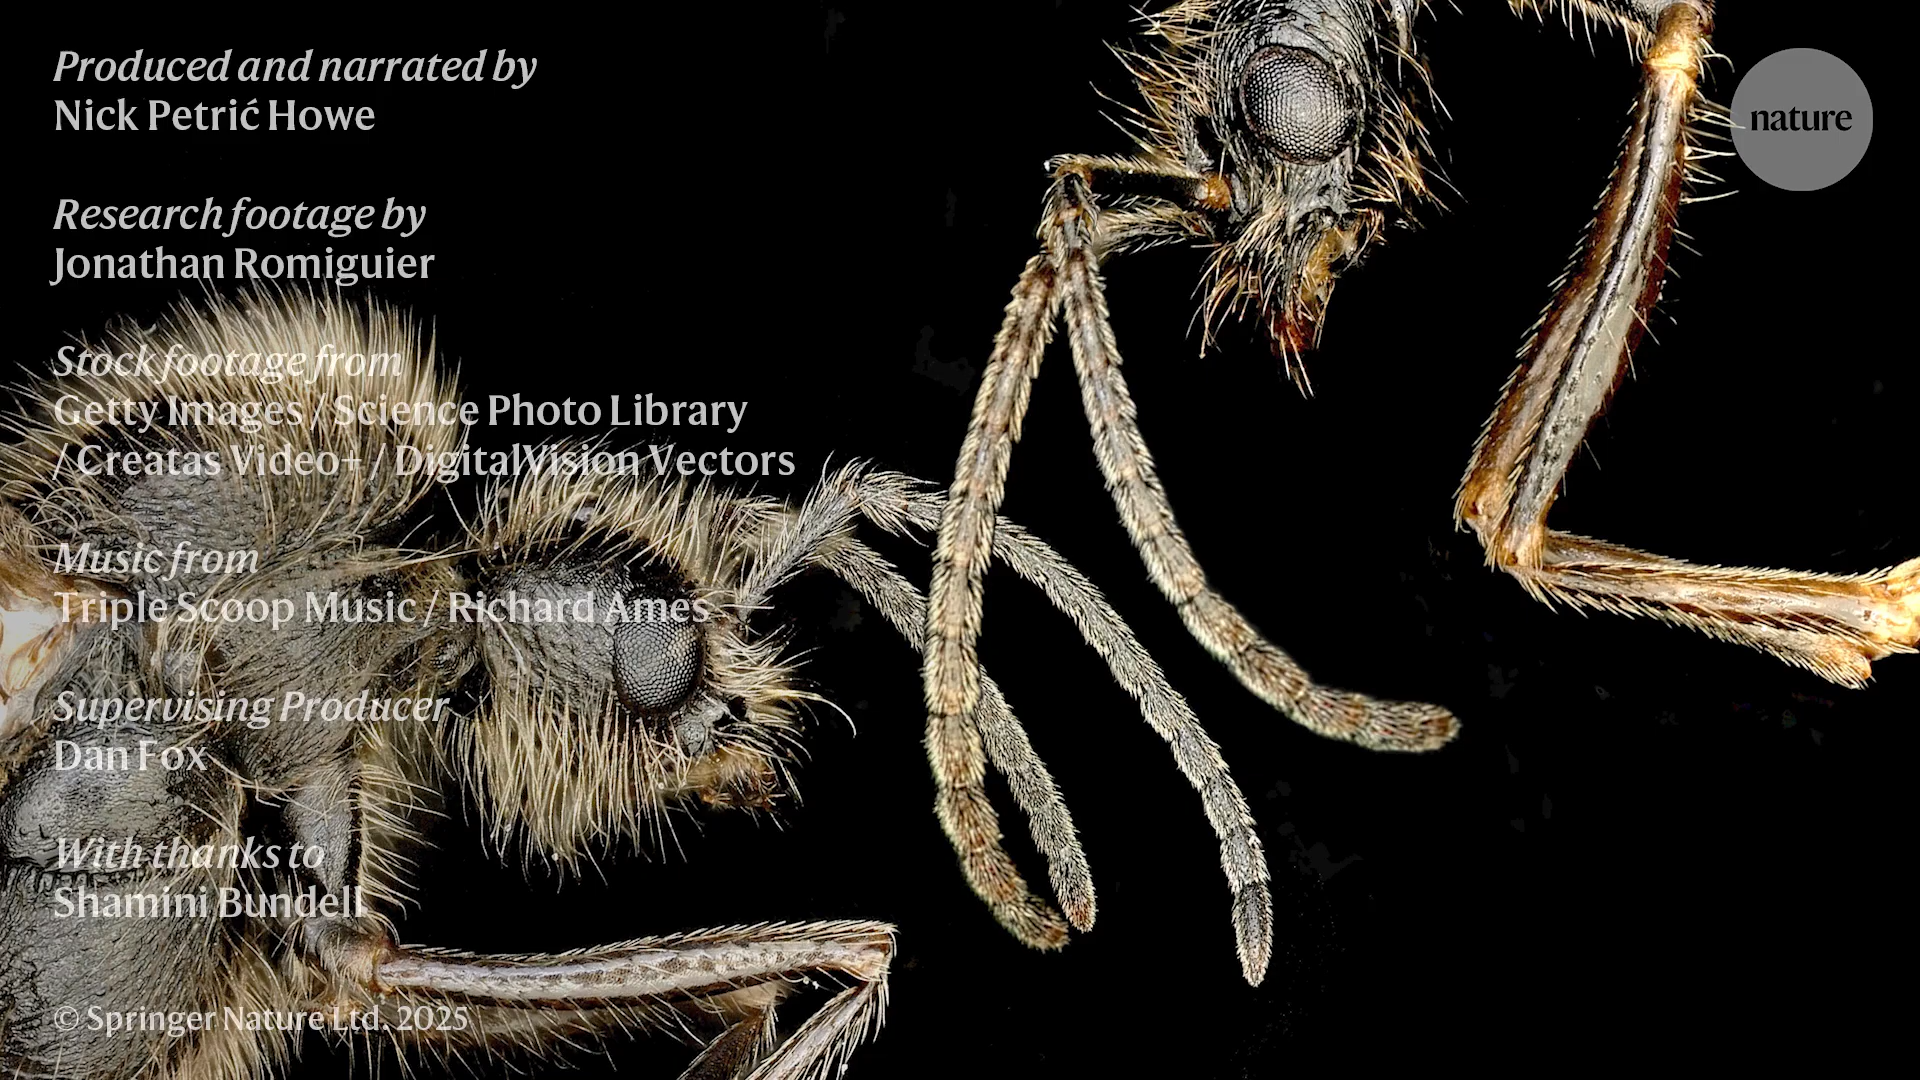 Produced and narrated by
Nick Petrić Howe
nature
Research footage by
Jonathan Romiguier
Stock footage from
Getty Images / Science Photo Library
/ Creatas Video+ / DigitalVision Vectors
Music from
Triple Scoop Music / Richard Ames
Supervising Producer
Dan Fox
With thanks to
Shamini Bundell
© Springer Nature Ltd. 2025